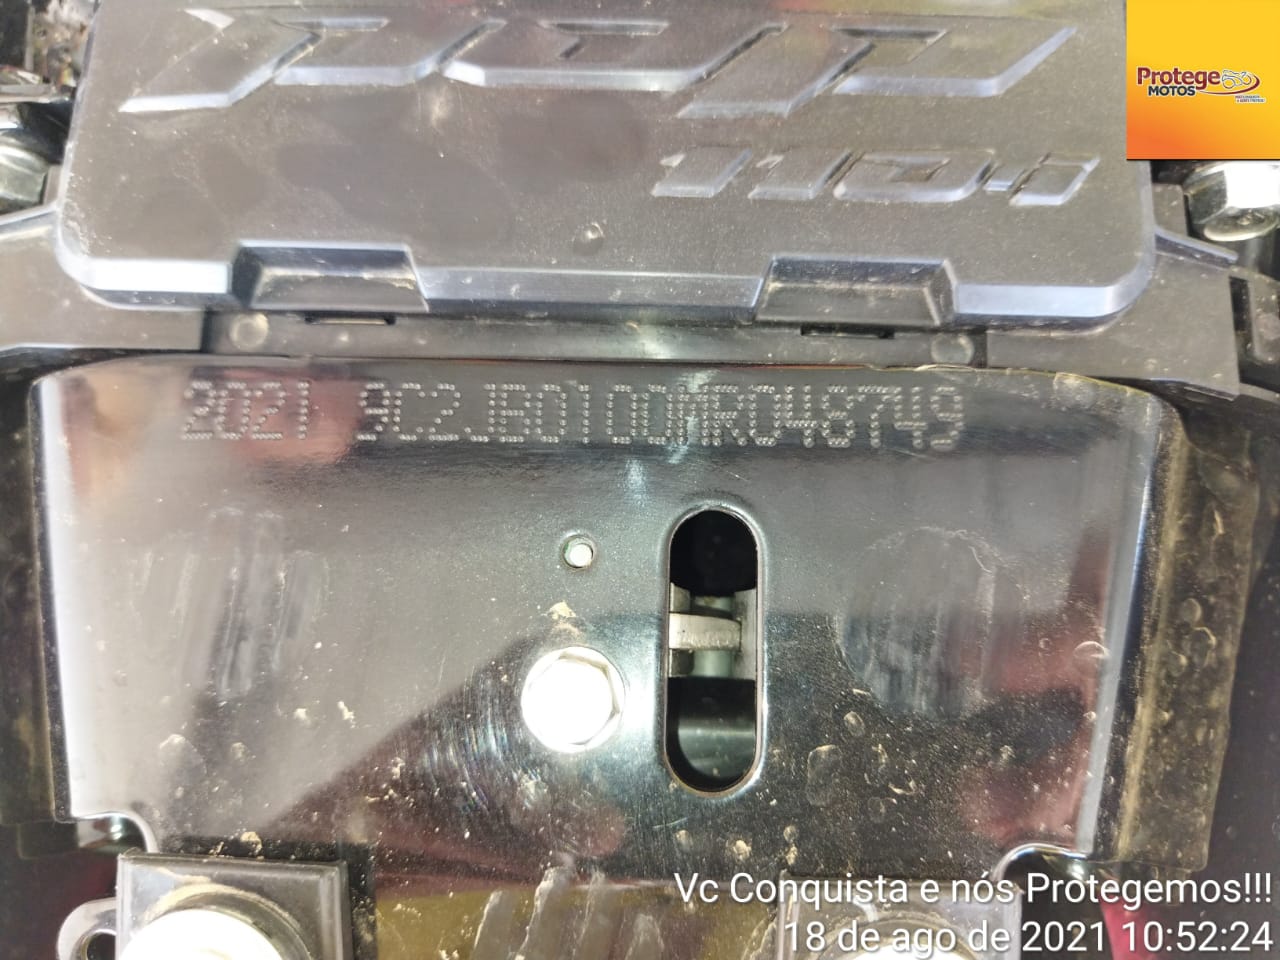 POP
110i
Protege
MOTOS
2021 9C2JB0100MR048749
Vc Conquista e nós Protegemos!!!
18 de ago de 2021 10:52:24